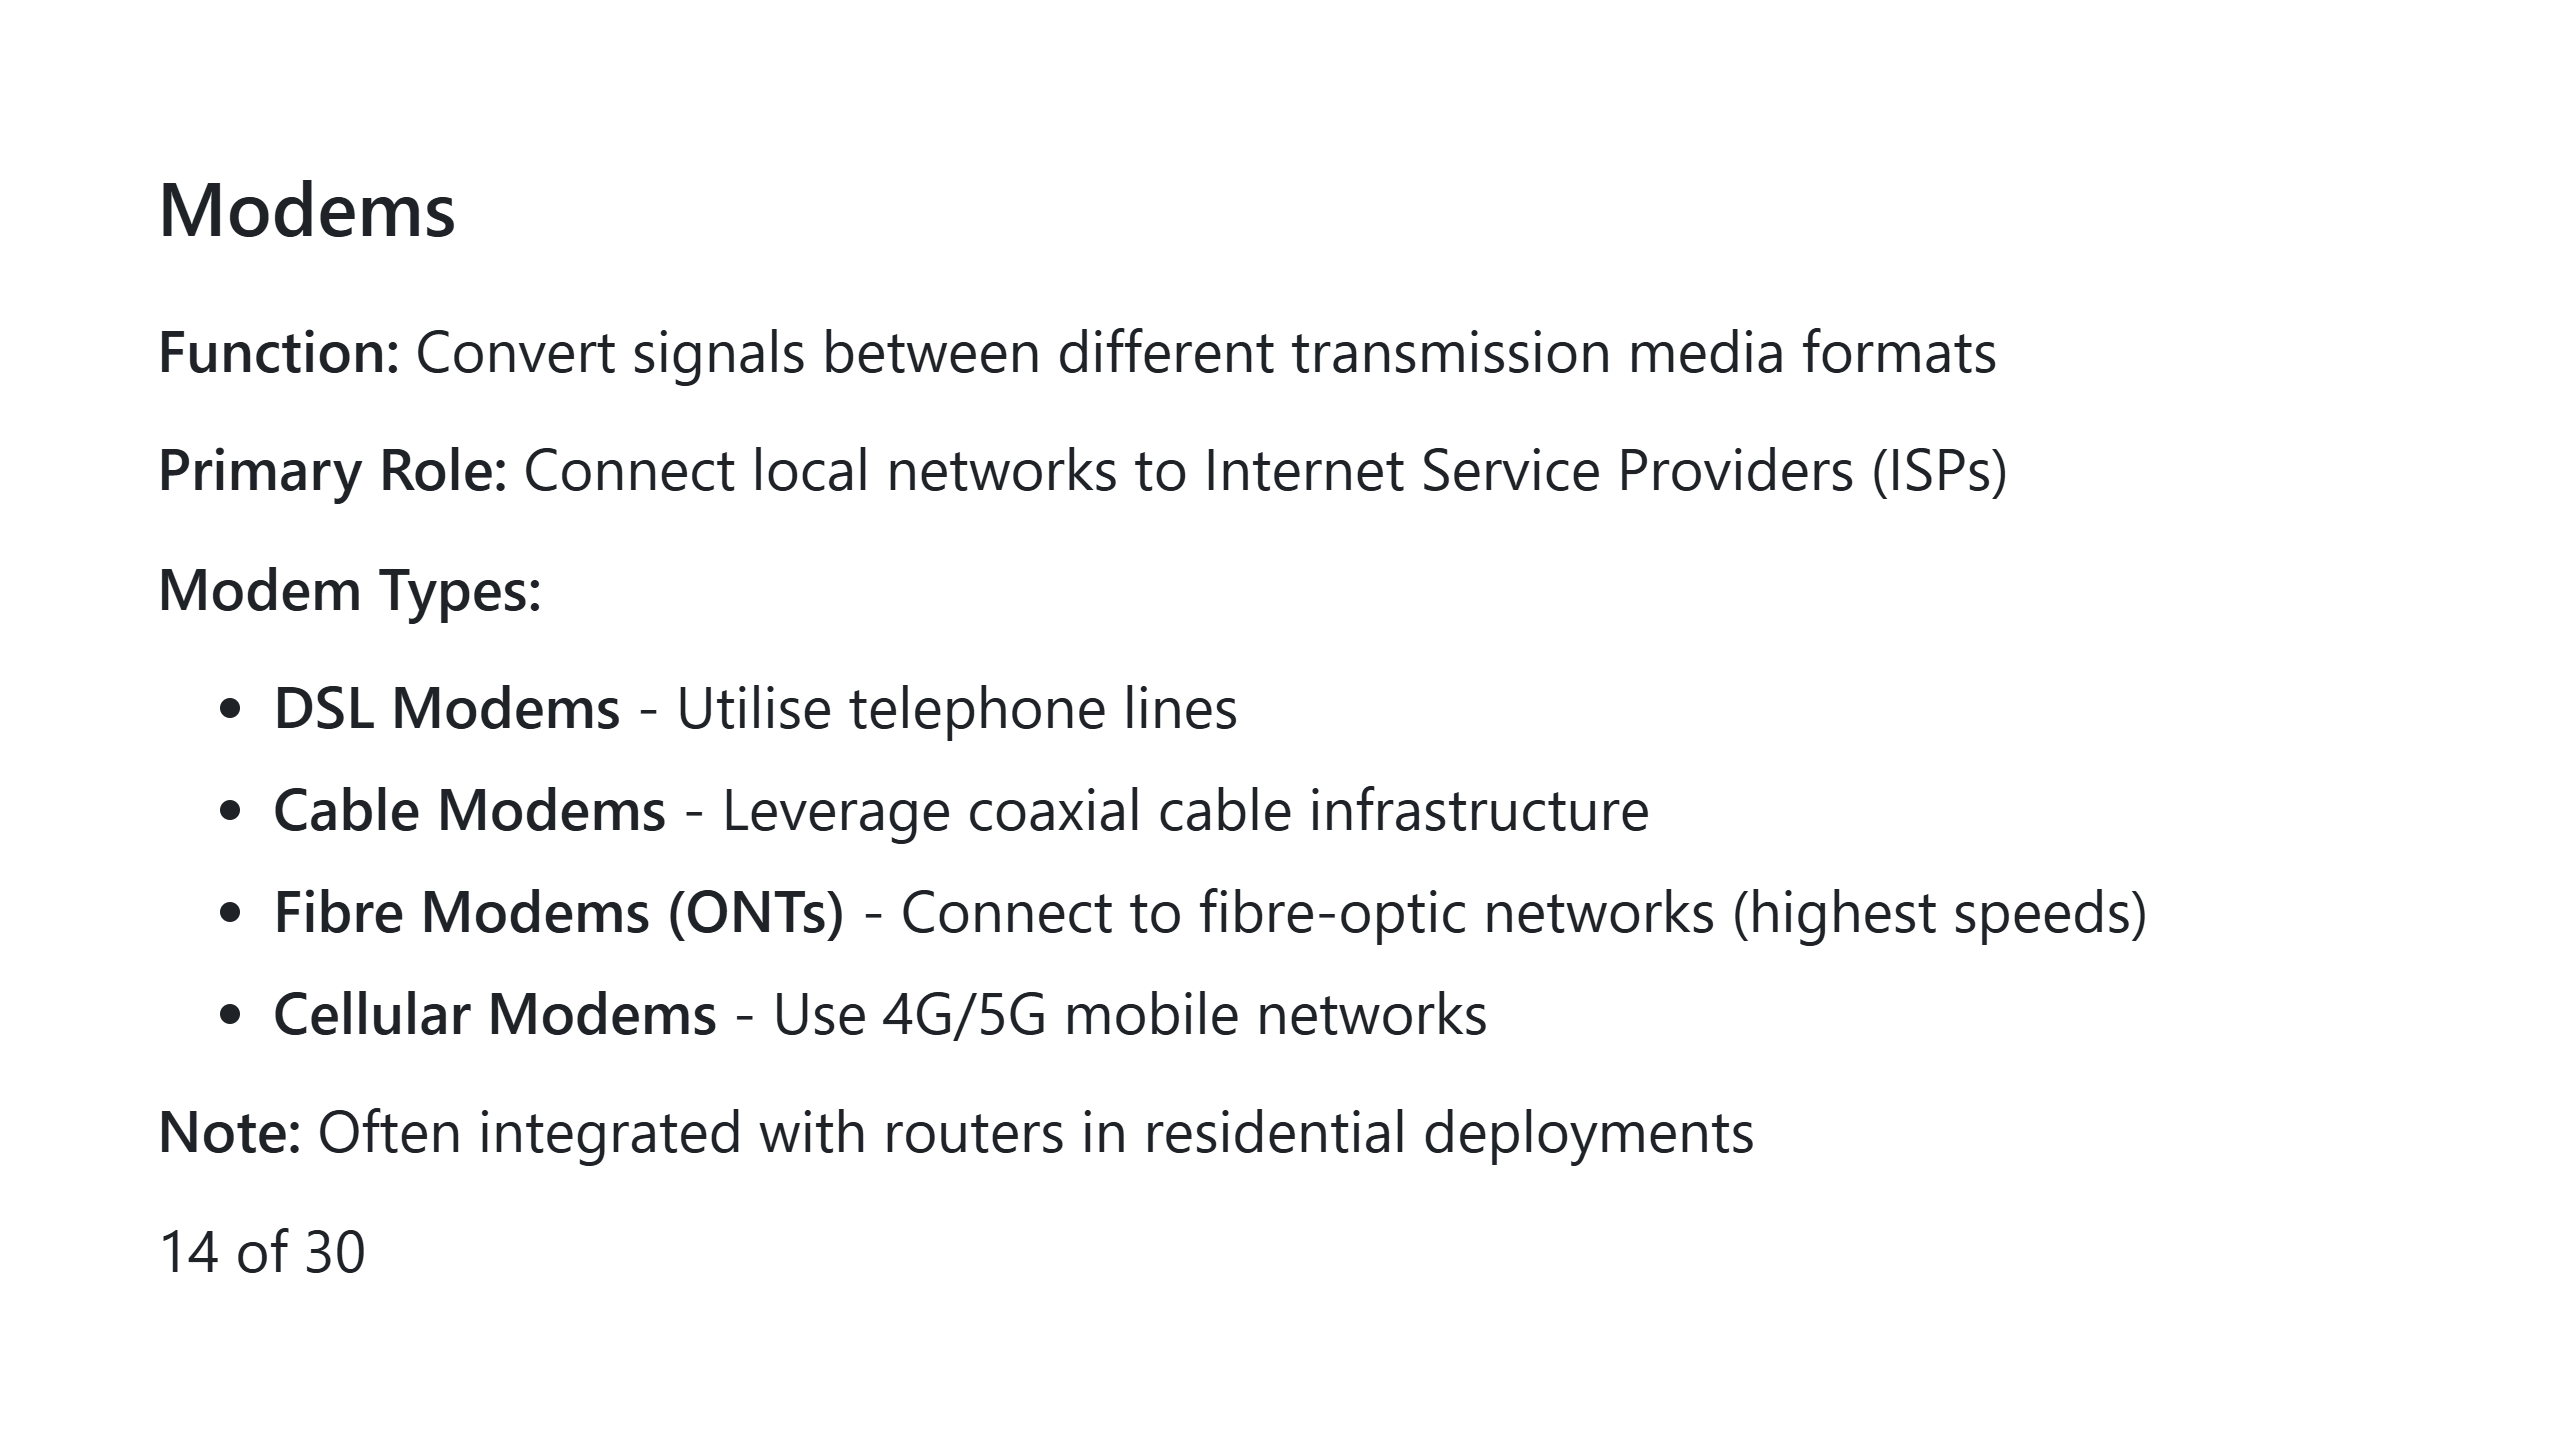 Modems
Function: Convert signals between different transmission media formats
Primary Role: Connect local networks to Internet Service Providers (ISPs)
Modem Types:
• DSL Modems - Utilise telephone lines
• Cable Modems - Leverage coaxial cable infrastructure
• Fibre Modems (ONTs) - Connect to fibre-optic networks (highest speeds)
• Cellular Modems - Use 4G/5G mobile networks
Note: Often integrated with routers in residential deployments
14 of 30